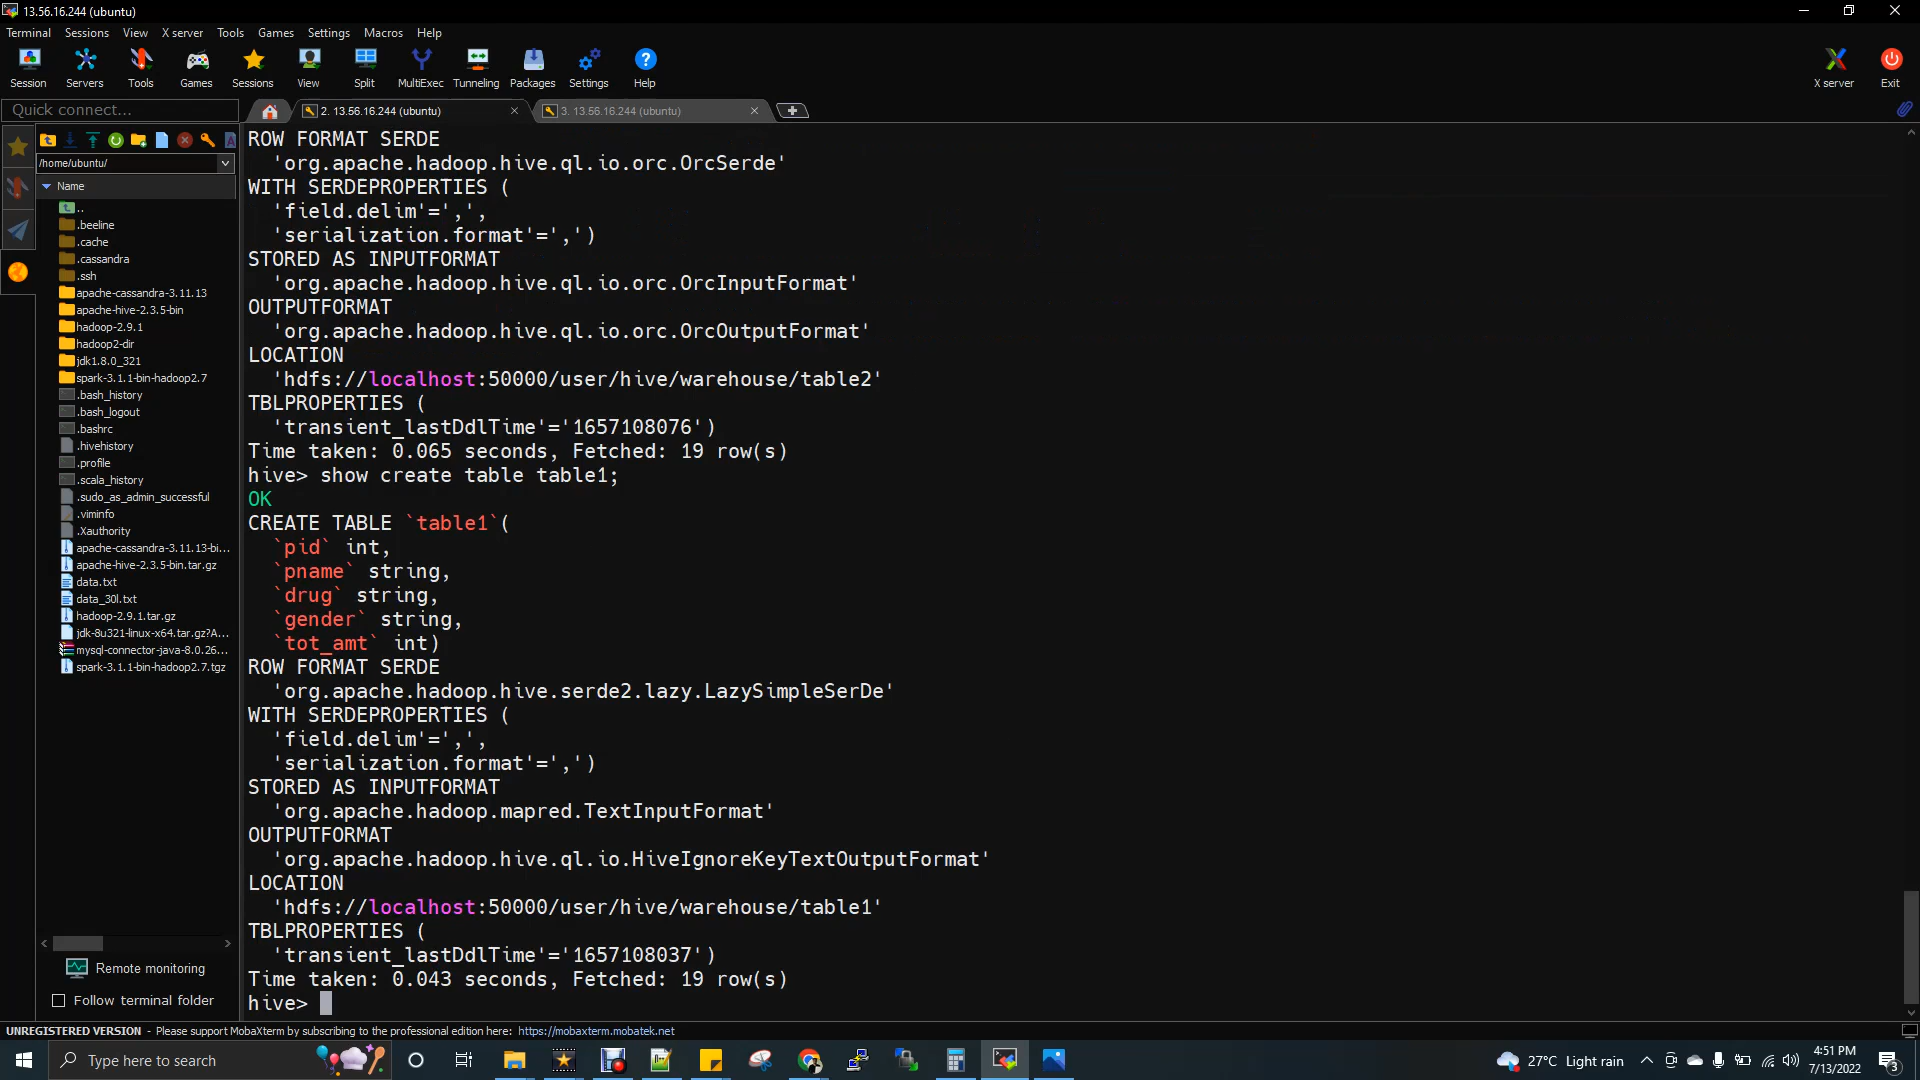 13.56.16.244 (ubuntu)
Terminal Sessions View X server Tools Games Settings Macros Help
Session Servers Tools Games Sessions View Split MultiExec Tunneling Packages Settings Help X server Exit
Quick connect...
2. 13.56.16.244 (ubuntu)
3. 13.56.16.244 (ubuntu)
/home/ubuntu/
Name
..
.beeline
.cache
.cassandra
.ssh
apache-cassandra-3.11.13
apache-hive-2.3.5-bin
hadoop-2.9.1
hadoop2-dir
jdk1.8.0_321
spark-3.1.1-bin-hadoop2.7
.bash_history
.bash_logout
.bashrc
.hivehistory
.profile
.scala_history
.sudo_as_admin_successful
.viminfo
.Xauthority
apache-cassandra-3.11.13-bi...
apache-hive-2.3.5-bin.tar.gz
data.txt
data_30l.txt
hadoop-2.9.1.tar.gz
jdk-8u321-linux-x64.tar.gz?A...
mysql-connector-java-8.0.26...
spark-3.1.1-bin-hadoop2.7.tgz
Remote monitoring
Follow terminal folder
ROW FORMAT SERDE
'org.apache.hadoop.hive.ql.io.orc.OrcSerde'
WITH SERDEPROPERTIES (
'field.delim'=',',
'serialization.format'=',')
STORED AS INPUTFORMAT
'org.apache.hadoop.hive.ql.io.orc.OrcInputFormat'
OUTPUTFORMAT
'org.apache.hadoop.hive.ql.io.orc.OrcOutputFormat'
LOCATION
'hdfs://localhost:50000/user/hive/warehouse/table2'
TBLPROPERTIES (
'transient_lastDdlTime'='1657108076')
Time taken: 0.065 seconds, Fetched: 19 row(s)
hive> show create table table1;
OK
CREATE TABLE `table1`(
`pid` int,
`pname` string,
`drug` string,
`gender` string,
`tot_amt` int)
ROW FORMAT SERDE
'org.apache.hadoop.hive.serde2.lazy.LazySimpleSerDe'
WITH SERDEPROPERTIES (
'field.delim'=',',
'serialization.format'=',')
STORED AS INPUTFORMAT
'org.apache.hadoop.mapred.TextInputFormat'
OUTPUTFORMAT
'org.apache.hadoop.hive.ql.io.HiveIgnoreKeyTextOutputFormat'
LOCATION
'hdfs://localhost:50000/user/hive/warehouse/table1'
TBLPROPERTIES (
'transient_lastDdlTime'='1657108037')
Time taken: 0.043 seconds, Fetched: 19 row(s)
hive>
UNREGISTERED VERSION - Please support MobaXterm by subscribing to the professional edition here: https://mobaxterm.mobatek.net
Type here to search
27°C Light rain
4:51 PM
7/13/2022
3